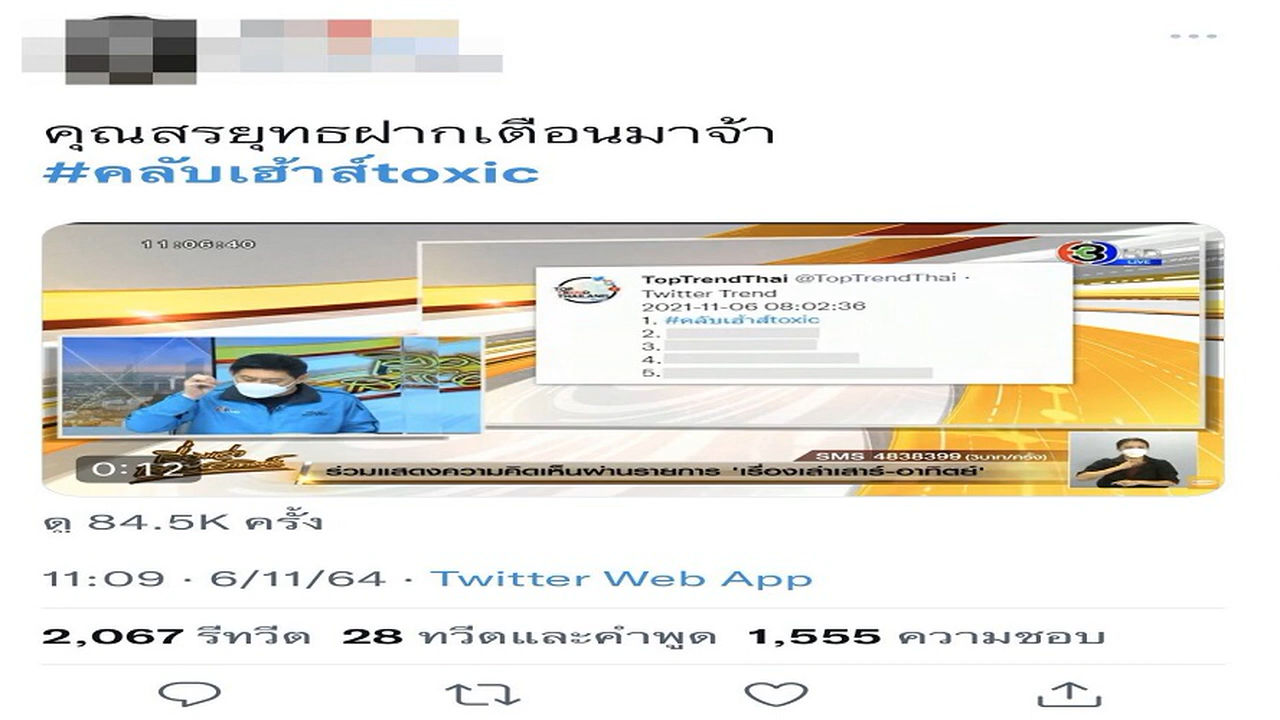 คุณสรยุทธฝากเตือนมาจ้า
#คลับเฮ้าส์toxic
11:06:40
3 HD
LIVE
TopTrendThai @TopTrendThai ·
Twitter Trend
2021-11-06 08:02:36
1. #คลับเฮ้าส์toxic
2.
3.
4.
5.
SMS 4838399 (3บาท/ครั้ง)
0:12
ร่วมแสดงความคิดเห็นผ่านรายการ 'เรื่องเล่าเสาร์-อาทิตย์'
ดู 84.5K ครั้ง
11:09 · 6/11/64 · Twitter Web App
2,067 รีทวีต 28 ทวีตและคำพูด 1,555 ความชอบ